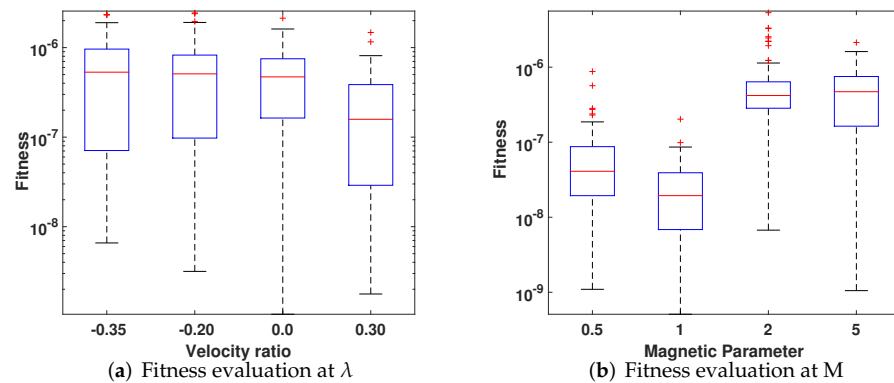 Fitness
10^-6
10^-7
10^-8
-0.35 -0.20 0.0 0.30
Velocity ratio
(a) Fitness evaluation at λ
Fitness
10^-6
10^-7
10^-8
10^-9
0.5 1 2 5
Magnetic Parameter
(b) Fitness evaluation at M